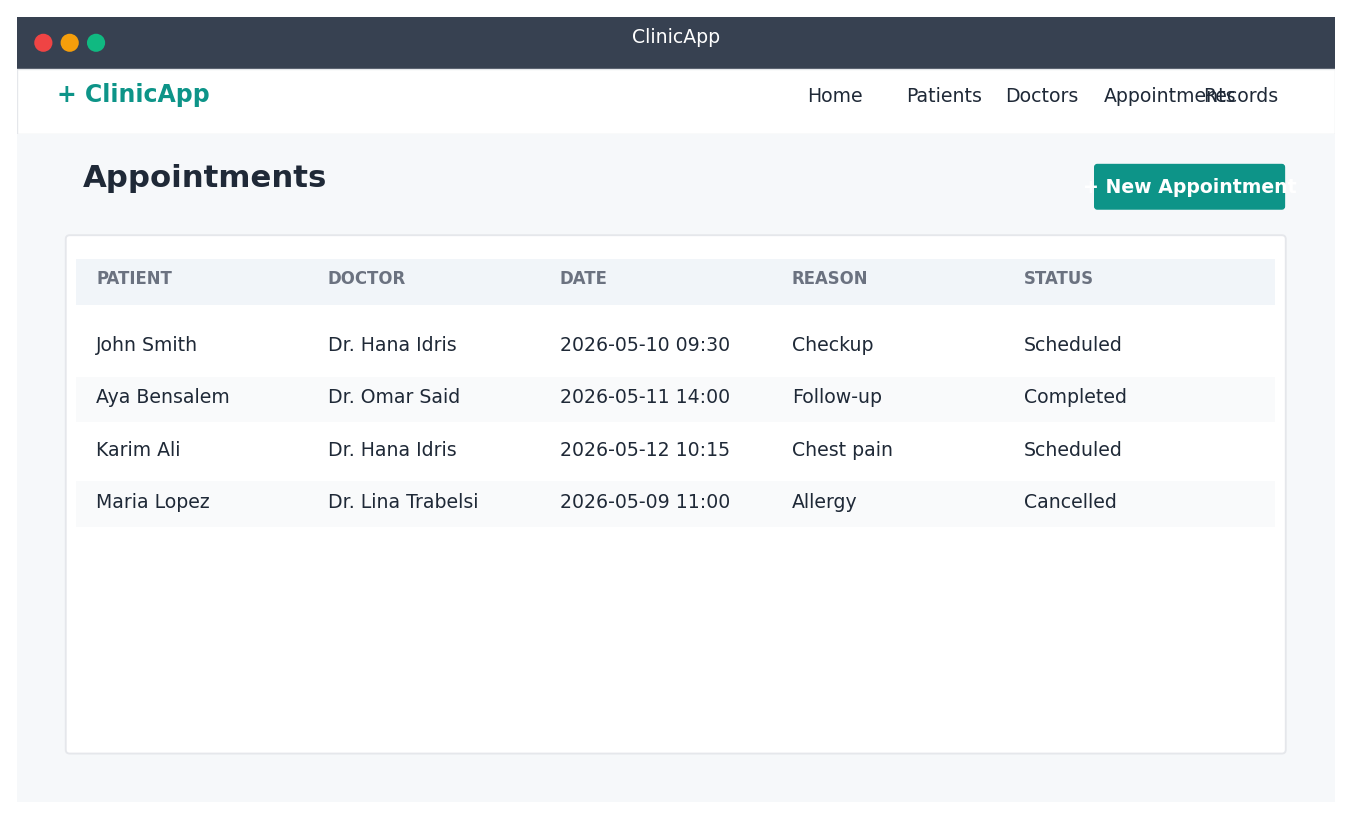 ClinicApp
+ ClinicApp Home Patients Doctors Appointments Records
Appointments + New Appointment
PATIENT DOCTOR DATE REASON STATUS
John Smith Dr. Hana Idris 2026-05-10 09:30 Checkup Scheduled
Aya Bensalem Dr. Omar Said 2026-05-11 14:00 Follow-up Completed
Karim Ali Dr. Hana Idris 2026-05-12 10:15 Chest pain Scheduled
Maria Lopez Dr. Lina Trabelsi 2026-05-09 11:00 Allergy Cancelled